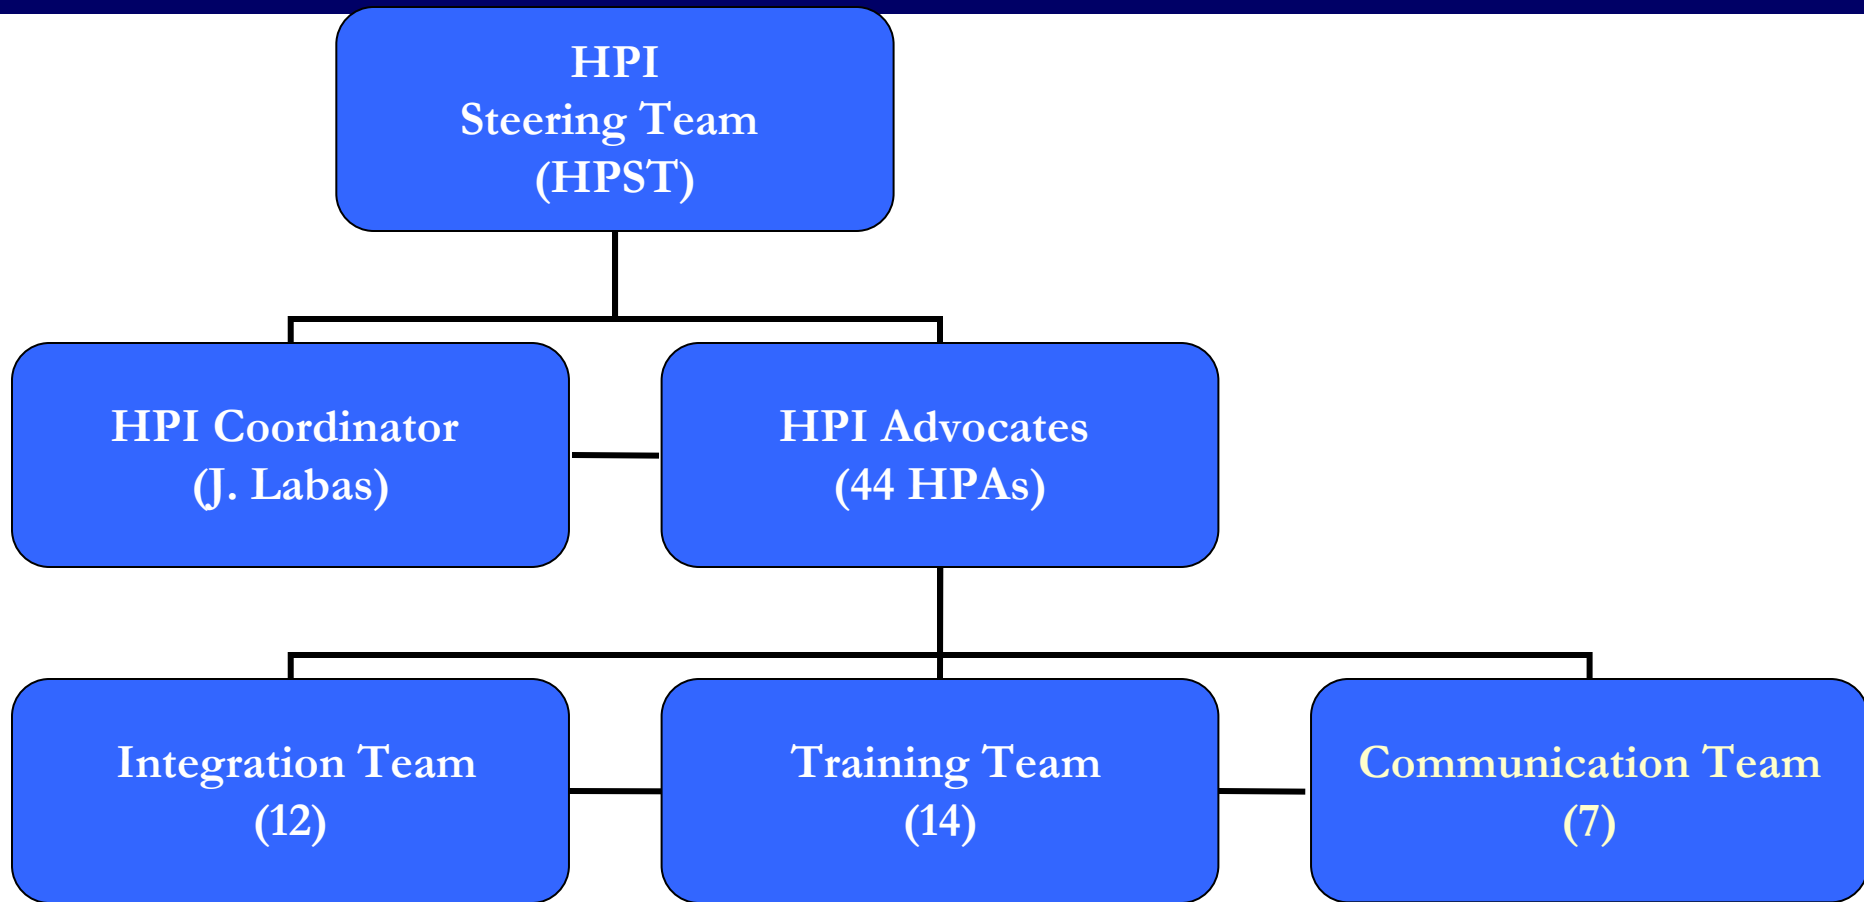 HPI
Steering Team
(HPST)
HPI Coordinator
(J. Labas)
HPI Advocates
(44 HPAs)
Integration Team
(12)
Training Team
(14)
Communication Team
(7)